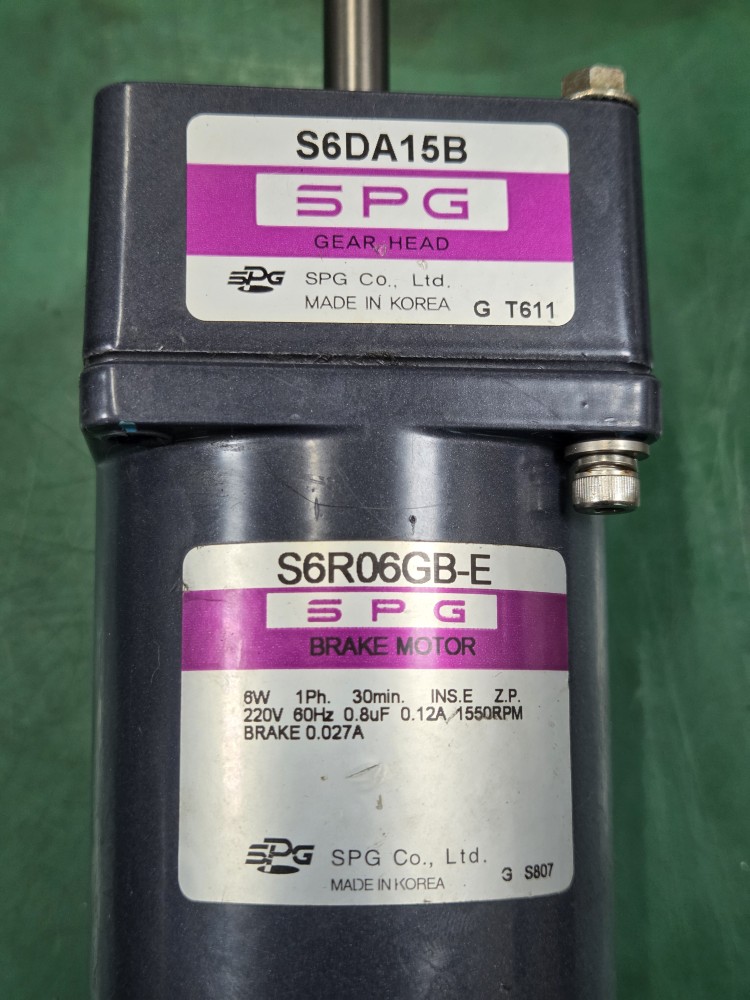 S6DA15B
SPG
GEAR HEAD
SPG SPG Co., Ltd.
MADE IN KOREA G T611
S6R06GB-E
SPG
BRAKE MOTOR
6W 1Ph. 30min. INS.E Z.P.
220V 60Hz 0.8uF 0.12A 1550RPM
BRAKE 0.027A
SPG SPG Co., Ltd.
MADE IN KOREA G S807